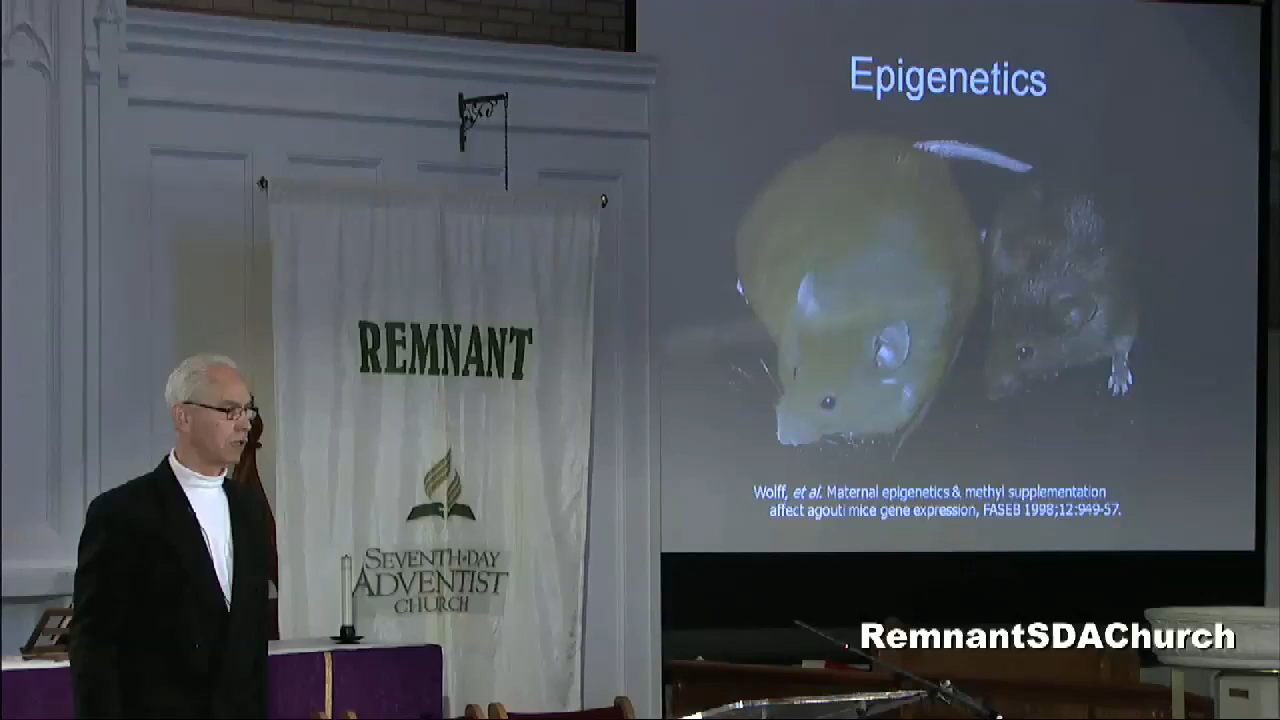 Epigenetics
REMNANT
Wolff, et al. Maternal epigenetics & methyl supplementation
affect agouti mice gene expression, FASEB 1998;12:949-57.
SEVENTH-DAY
ADVENTIST
CHURCH
RemnantSDAChurch